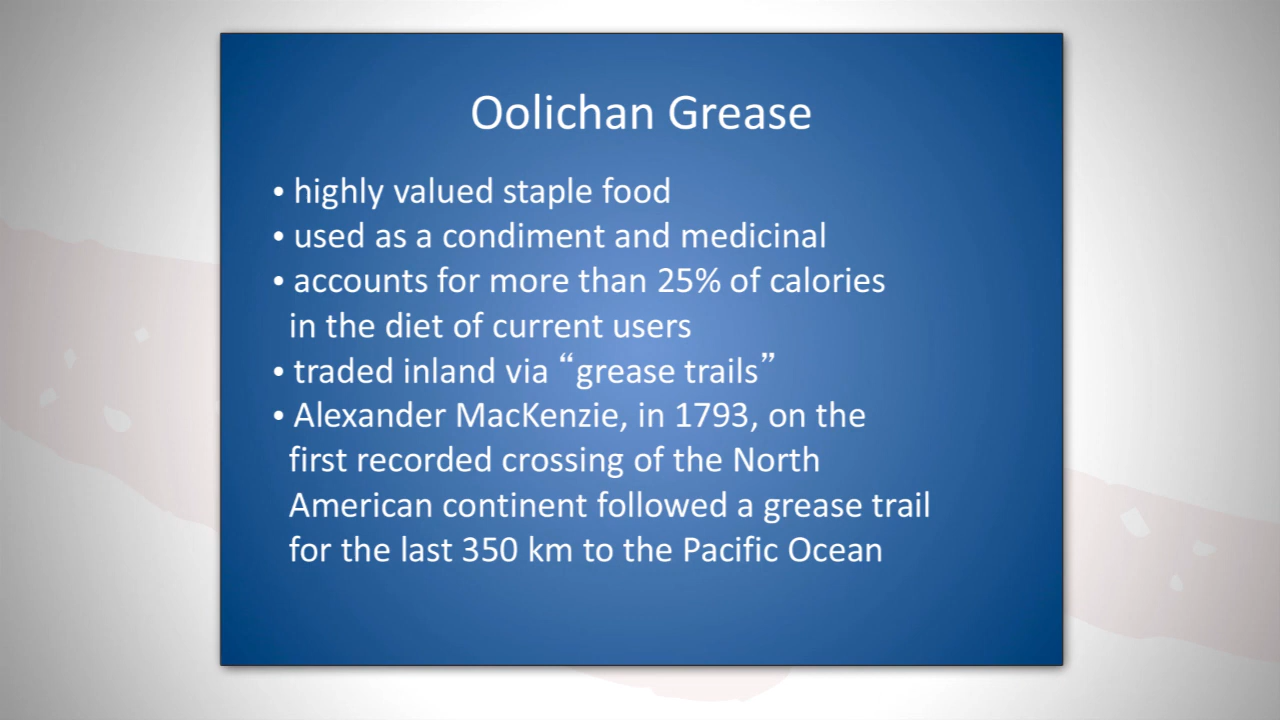 Oolichan Grease
• highly valued staple food
• used as a condiment and medicinal
• accounts for more than 25% of calories
in the diet of current users
• traded inland via “grease trails”
• Alexander MacKenzie, in 1793, on the
first recorded crossing of the North
American continent followed a grease trail
for the last 350 km to the Pacific Ocean